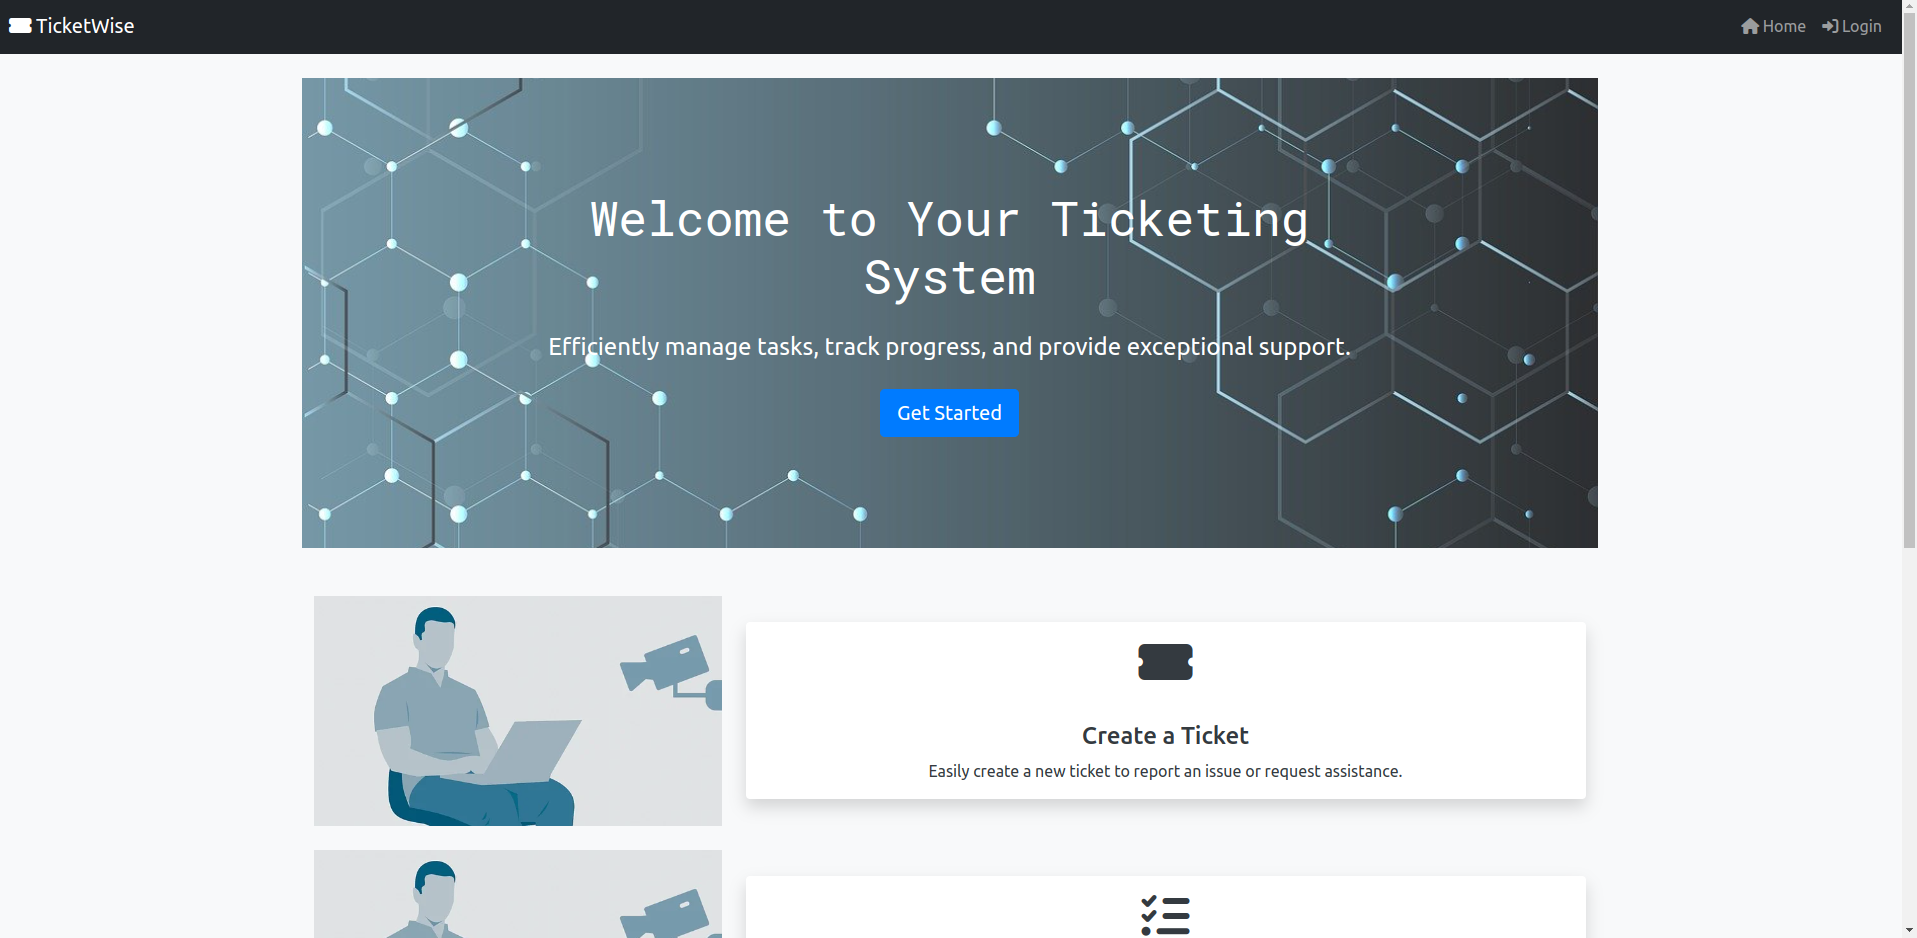 TicketWise
Home
Login
Welcome to Your Ticketing
System
Efficiently manage tasks, track progress, and provide exceptional support.
Get Started
Create a Ticket
Easily create a new ticket to report an issue or request assistance.